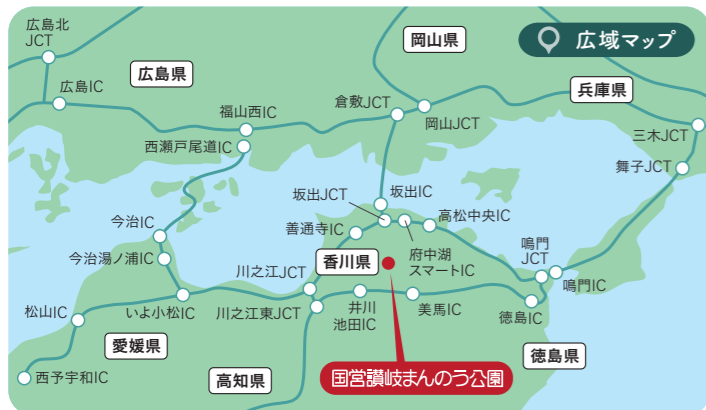 広島北
JCT
広島県
岡山県
広域マップ
広島IC
兵庫県
福山西IC
倉敷JCT
岡山JCT
西瀬戸尾道IC
三木JCT
舞子JCT
坂出JCT
坂出IC
今治IC
善通寺IC
高松中央IC
府中湖
スマートIC
鳴門
JCT
今治湯ノ浦IC
川之江JCT
香川県
鳴門IC
松山IC
いよ小松IC
川之江東JCT
井川
池田IC
美馬IC
徳島IC
愛媛県
徳島県
西予宇和IC
高知県
国営讃岐まんのう公園